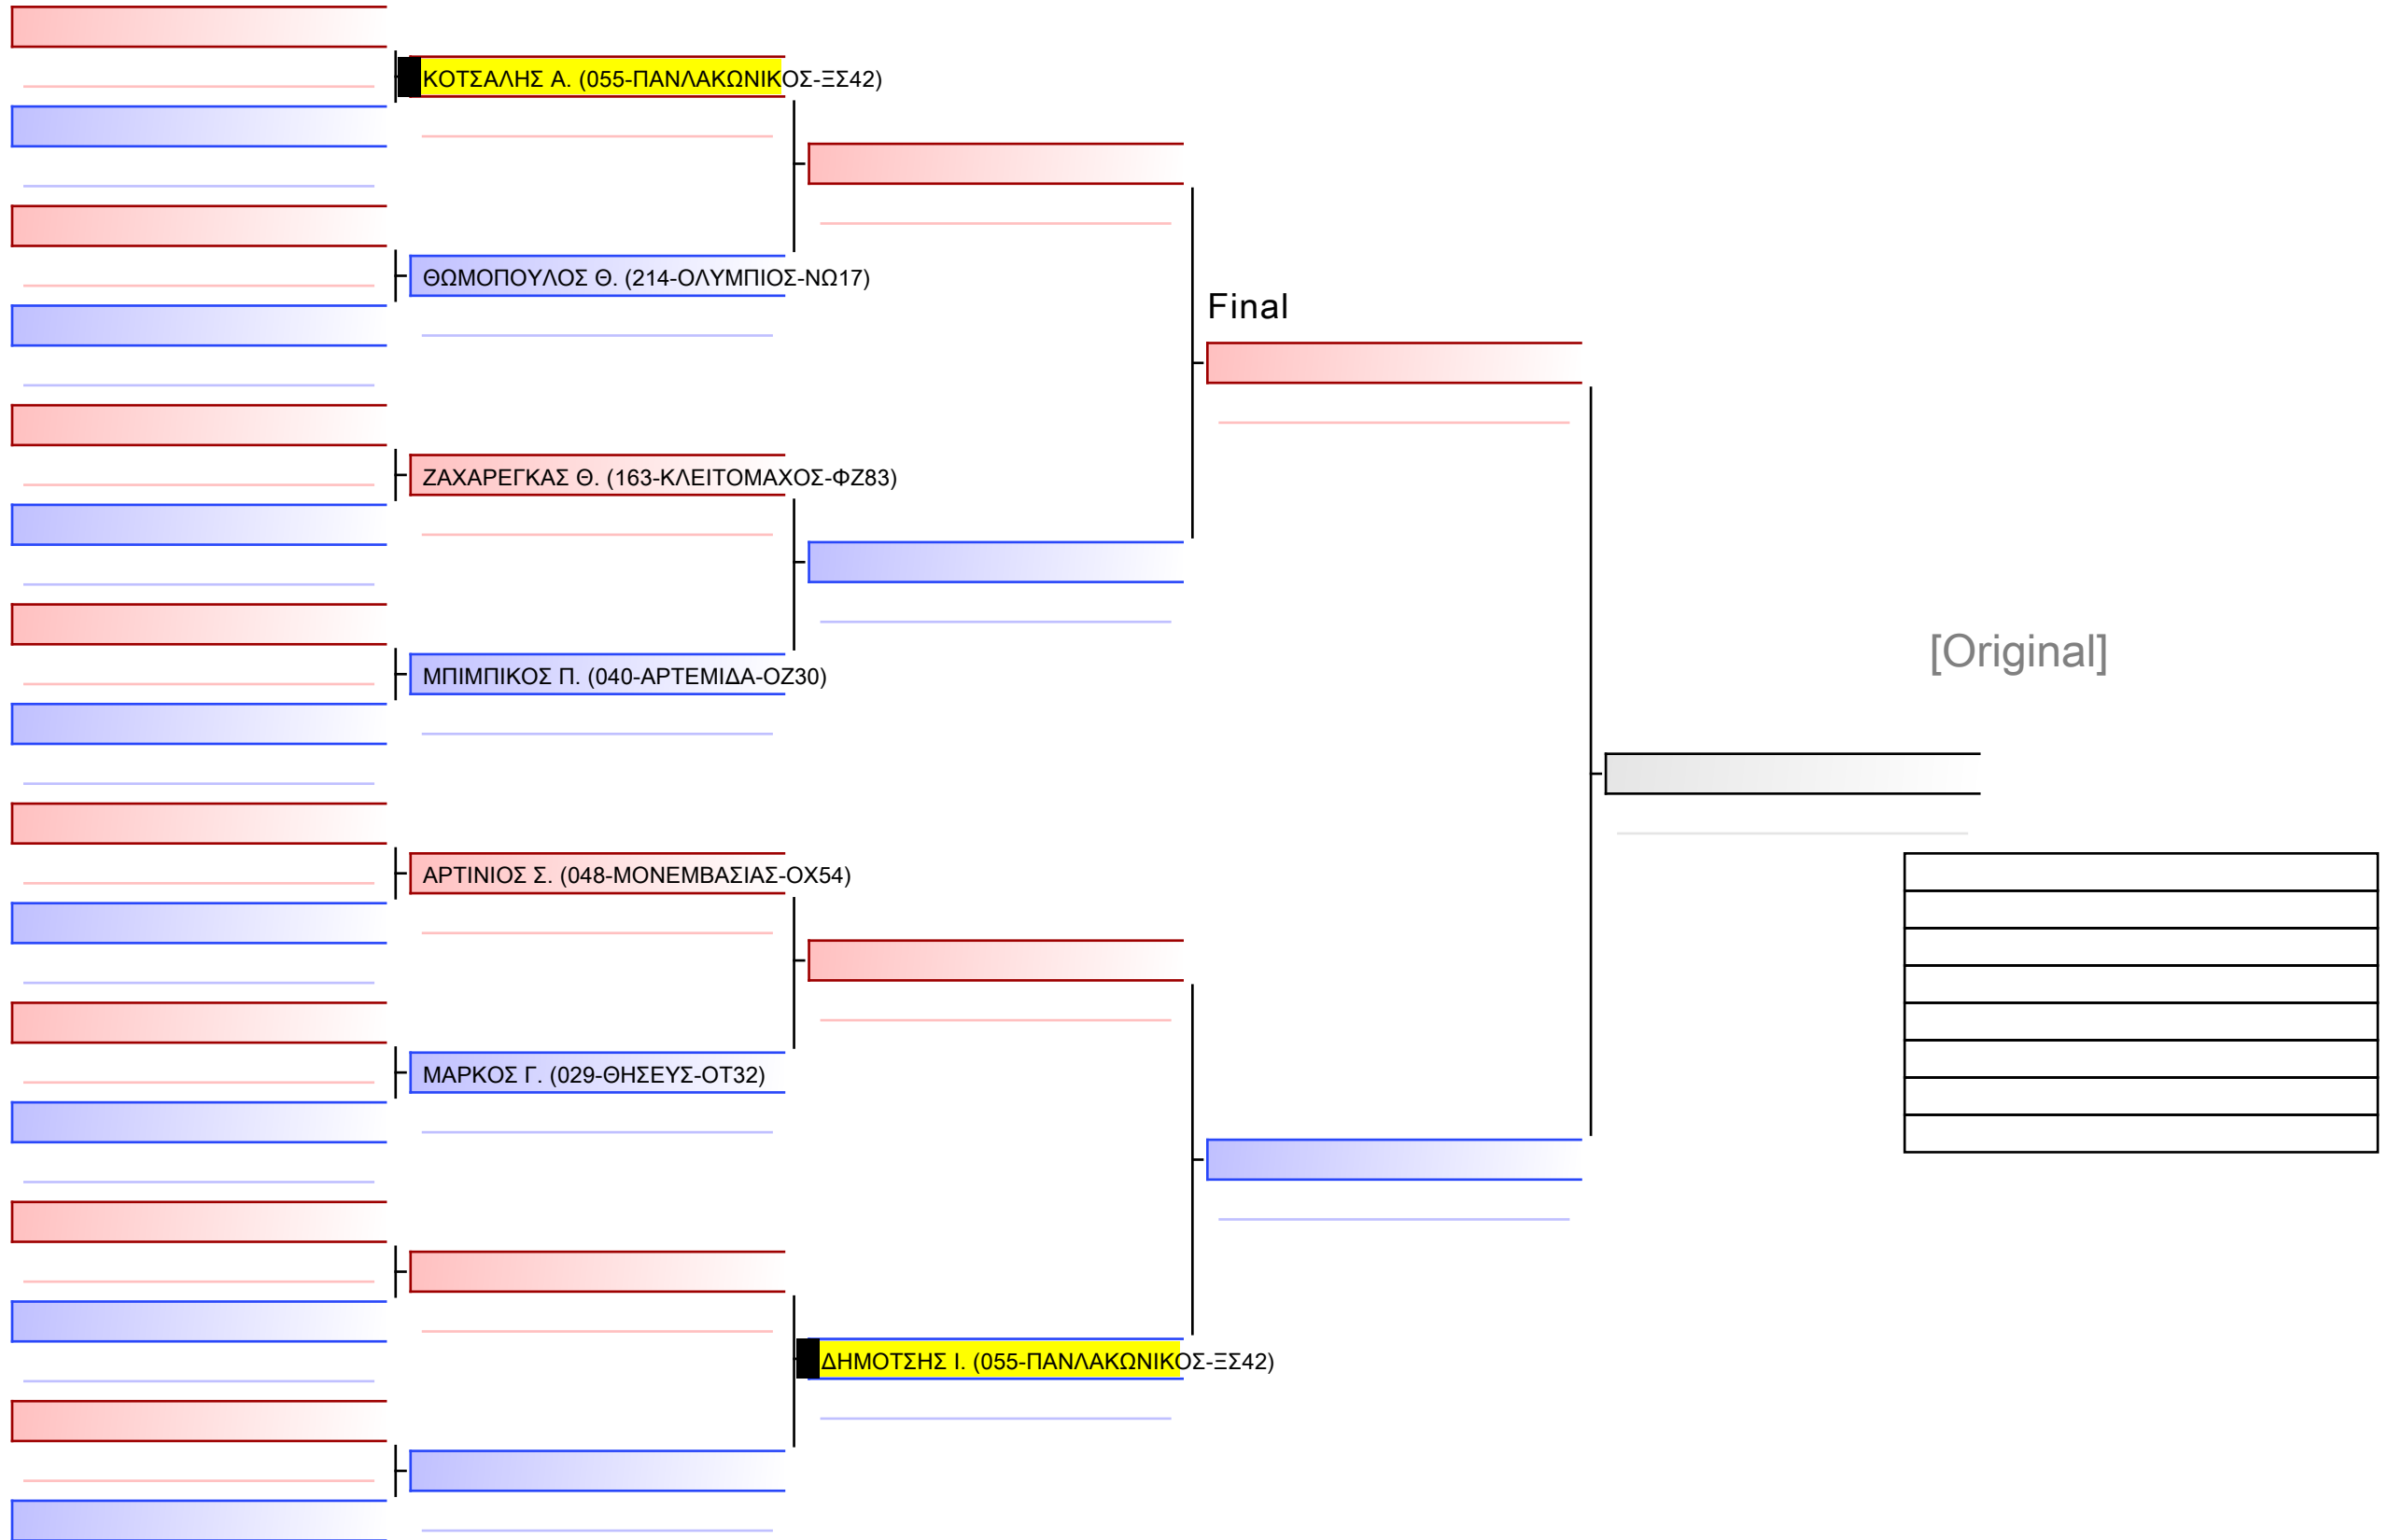 ΚΟΤΣΑΛΗΣ Α. (055-ΠΑΝΛΑΚΩΝΙΚΟΣ-ΞΣ42)
ΘΩΜΟΠΟΥΛΟΣ Θ. (214-ΟΛΥΜΠΙΟΣ-ΝΩ17)
Final
ΖΑΧΑΡΕΓΚΑΣ Θ. (163-ΚΛΕΙΤΟΜΑΧΟΣ-ΦΖ83)
[Original]
ΜΠΙΜΠΙΚΟΣ Π. (040-ΑΡΤΕΜΙΔΑ-ΟΖ30)
ΑΡΤΙΝΙΟΣ Σ. (048-ΜΟΝΕΜΒΑΣΙΑΣ-ΟΧ54)
ΜΑΡΚΟΣ Γ. (029-ΘΗΣΕΥΣ-ΟΤ32)
ΔΗΜΟΤΣΗΣ Ι. (055-ΠΑΝΛΑΚΩΝΙΚΟΣ-ΞΣ42)